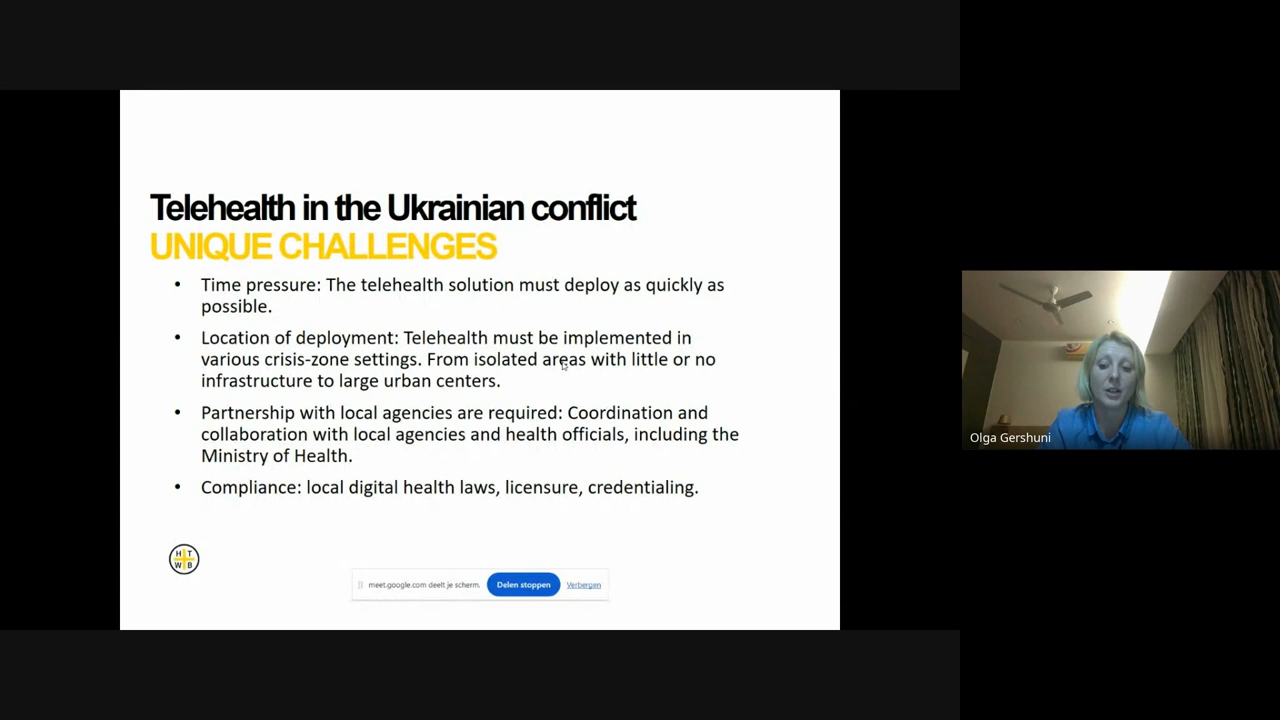 Telehealth in the Ukrainian conflict
UNIQUE CHALLENGES
• Time pressure: The telehealth solution must deploy as quickly as
possible.
• Location of deployment: Telehealth must be implemented in
various crisis-zone settings. From isolated areas with little or no
infrastructure to large urban centers.
• Partnership with local agencies are required: Coordination and
collaboration with local agencies and health officials, including the
Ministry of Health.
• Compliance: local digital health laws, licensure, credentialing.
H T
W B
meet.google.com deelt je scherm. Delen stoppen Verbergen
Olga Gershuni